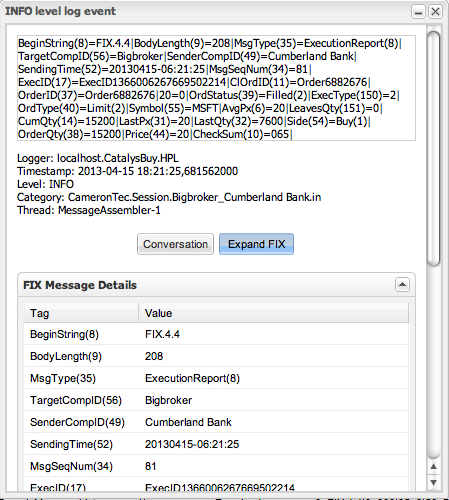 INFO level log event
BeginString(8)=FIX.4.4|BodyLength(9)=208|MsgType(35)=ExecutionReport(8)|
TargetCompID(56)=Bigbroker|SenderCompID(49)=Cumberland Bank|
SendingTime(52)=20130415-06:21:25|MsgSeqNum(34)=81|
ExecID(17)=ExecID1366006267669502214|ClOrdID(11)=Order6882676|
OrderID(37)=Order6882676|20=0|OrdStatus(39)=Filled(2)|ExecType(150)=2|
OrdType(40)=Limit(2)|Symbol(55)=MSFT|AvgPx(6)=20|LeavesQty(151)=0|
CumQty(14)=15200|LastPx(31)=20|LastQty(32)=7600|Side(54)=Buy(1)|
OrderQty(38)=15200|Price(44)=20|CheckSum(10)=065|
Logger: localhost.CatalysBuy.HPL
Timestamp: 2013-04-15 18:21:25,681562000
Level: INFO
Category: CameronTec.Session.Bigbroker_Cumberland Bank.in
Thread: MessageAssembler-1
Conversation Expand FIX
FIX Message Details
Tag Value
BeginString(8) FIX.4.4
BodyLength(9) 208
MsgType(35) ExecutionReport(8)
TargetCompID(56) Bigbroker
SenderCompID(49) Cumberland Bank
SendingTime(52) 20130415-06:21:25
MsgSeqNum(34) 81
ExecID(17) ExecID1366006267669502214